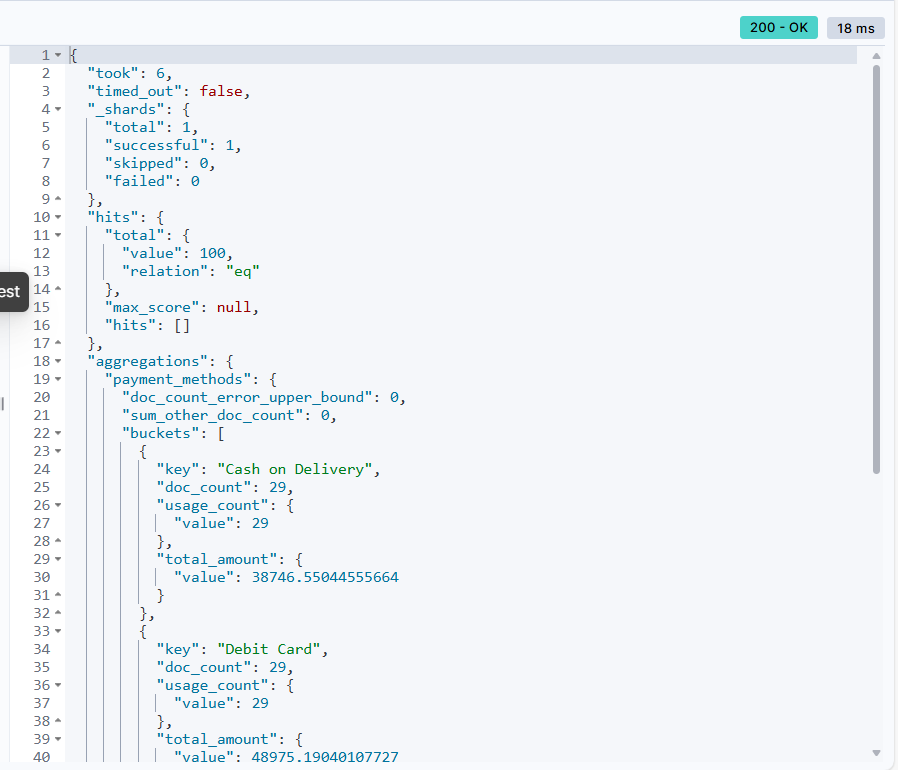 200 - OK 18 ms
1 {
2 "took": 6,
3 "timed_out": false,
4 "_shards": {
5 "total": 1,
6 "successful": 1,
7 "skipped": 0,
8 "failed": 0
9 },
10 "hits": {
11 "total": {
12 "value": 100,
13 "relation": "eq"
14 },
est
15 "max_score": null,
16 "hits": []
17 },
18 "aggregations": {
19 "payment_methods": {
20 "doc_count_error_upper_bound": 0,
21 "sum_other_doc_count": 0,
22 "buckets": [
23 {
24 "key": "Cash on Delivery",
25 "doc_count": 29,
26 "usage_count": {
27 "value": 29
28 },
29 "total_amount": {
30 "value": 38746.55044555664
31 }
32 },
33 {
34 "key": "Debit Card",
35 "doc_count": 29,
36 "usage_count": {
37 "value": 29
38 },
39 "total_amount": {
40 "value": 48975.19040107727